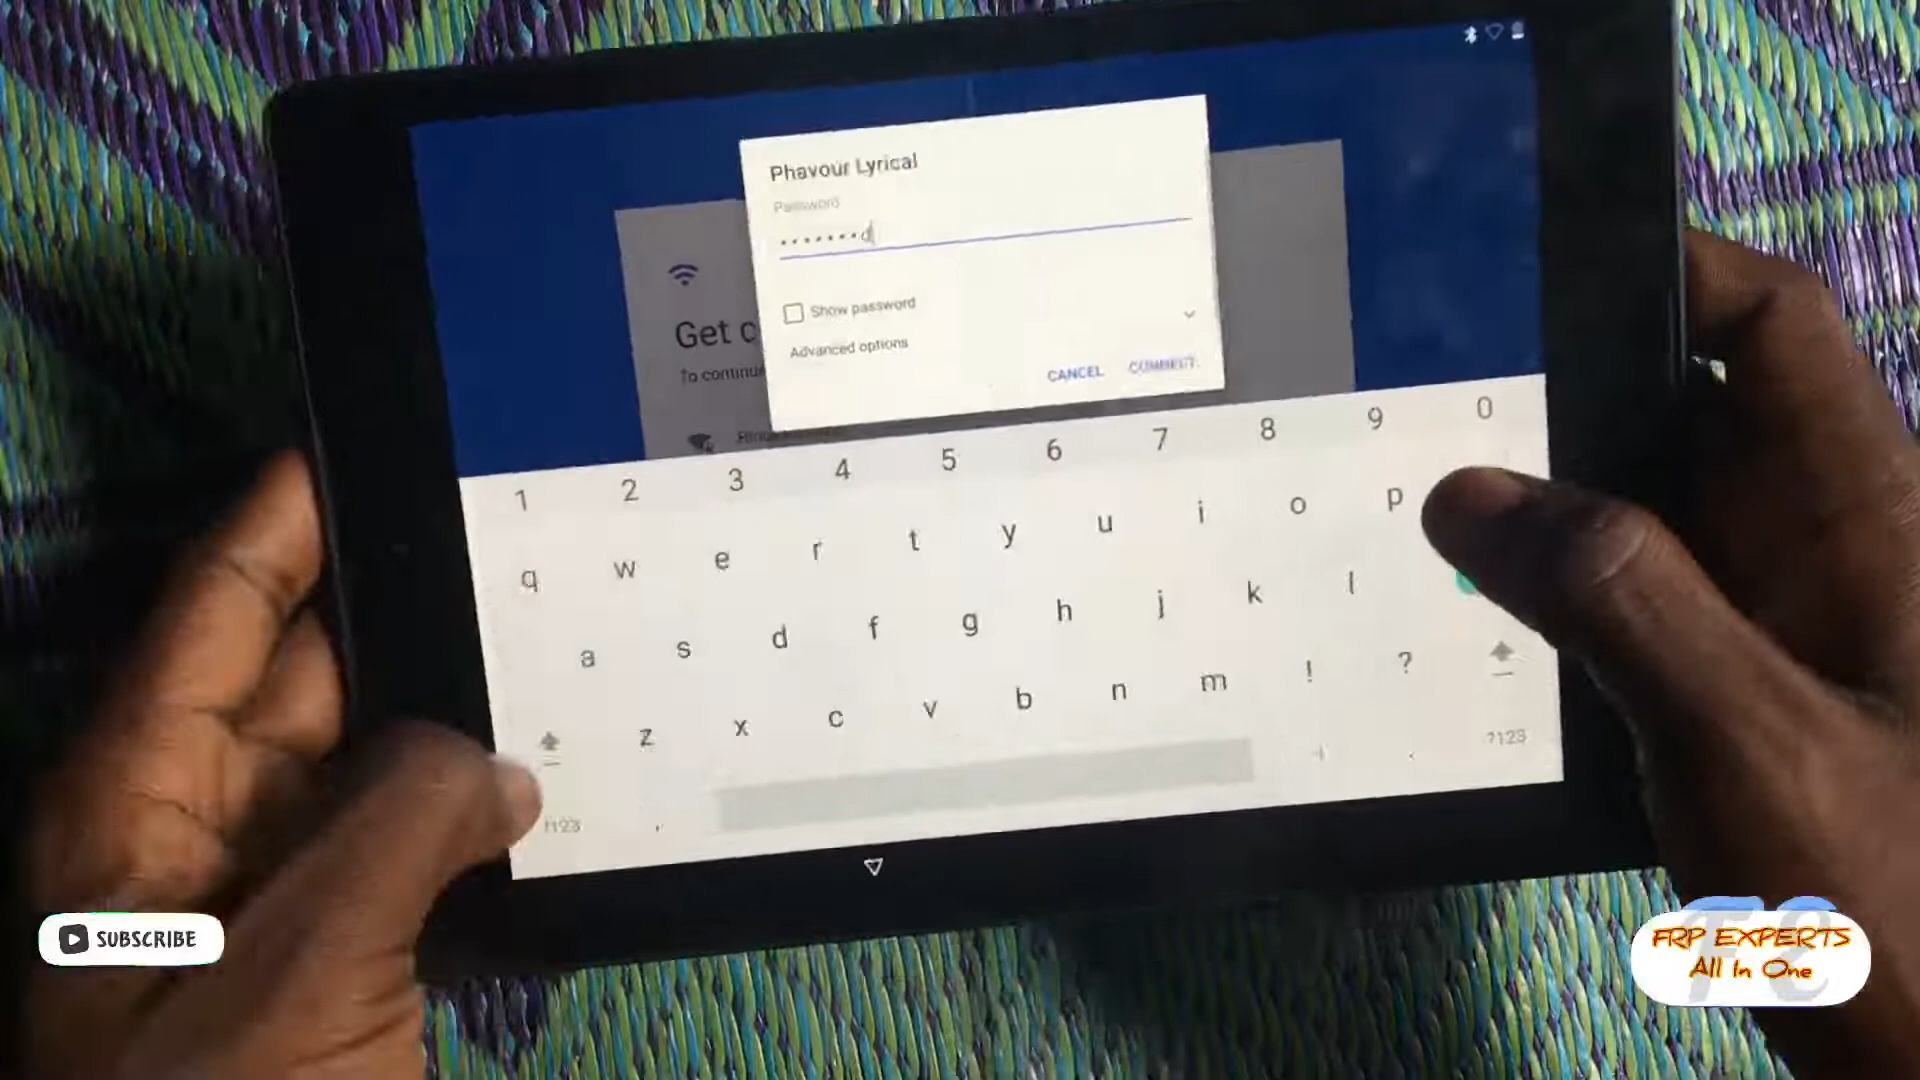 Phavour Lyrical
Password
•••••••d
Show password
Advanced options
CANCEL CONNECT
Get c
To continu
1 2 3 4 5 6 7 8 9 0
q w e r t y u i o p
a s d f g h j k l
z x c v b n m ! ?
?123 , . ?123
SUBSCRIBE
FRP EXPERTS
All In One